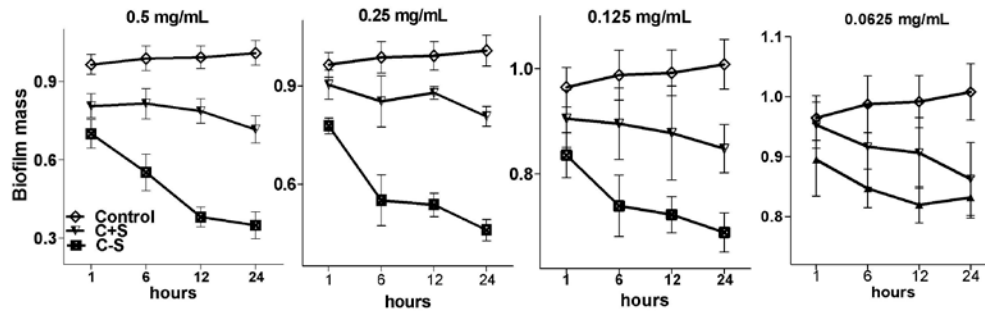 0.5 mg/mL
0.25 mg/mL
0.125 mg/mL
0.0625 mg/mL
Biofilm mass
0.9
0.6
0.3
Control
C+S
C-S
1 6 12 24
hours
0.9
0.6
1 6 12 24
hours
1.0
0.8
1 6 12 24
hours
1.1
1.0
0.9
0.8
1 6 12 24
hours